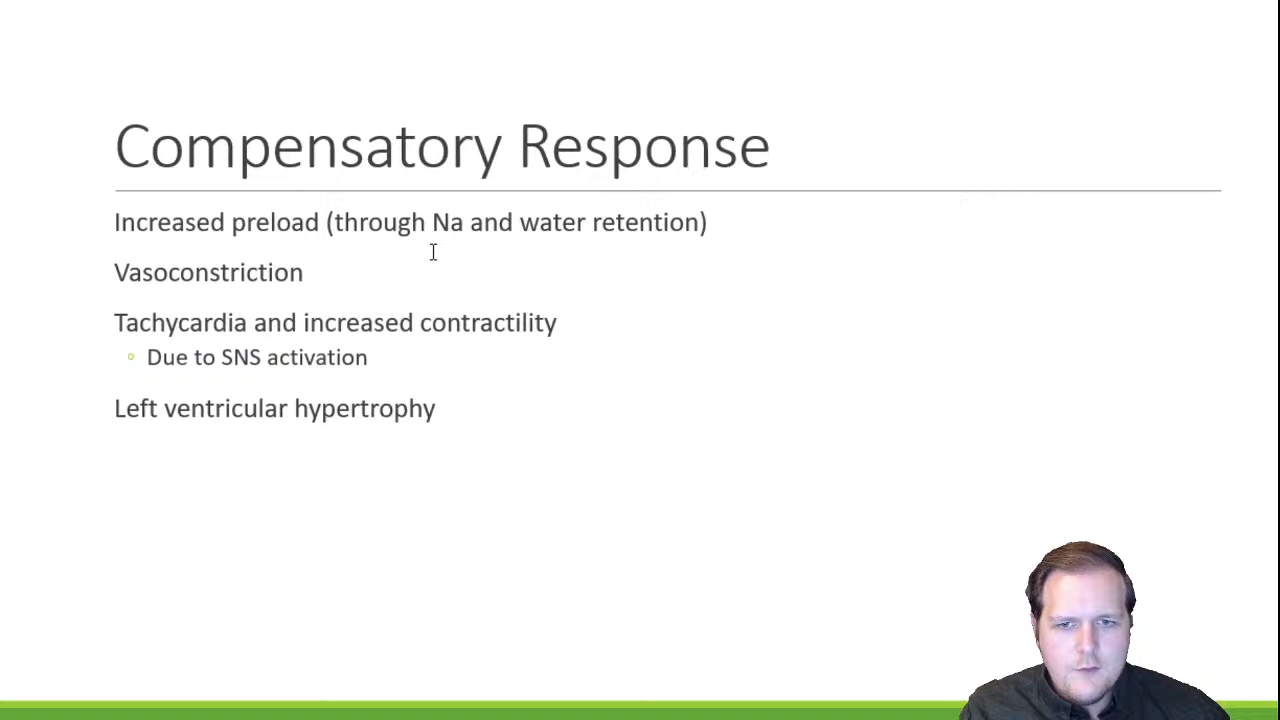 Compensatory Response
Increased preload (through Na and water retention)
Vasoconstriction
Tachycardia and increased contractility
Due to SNS activation
Left ventricular hypertrophy